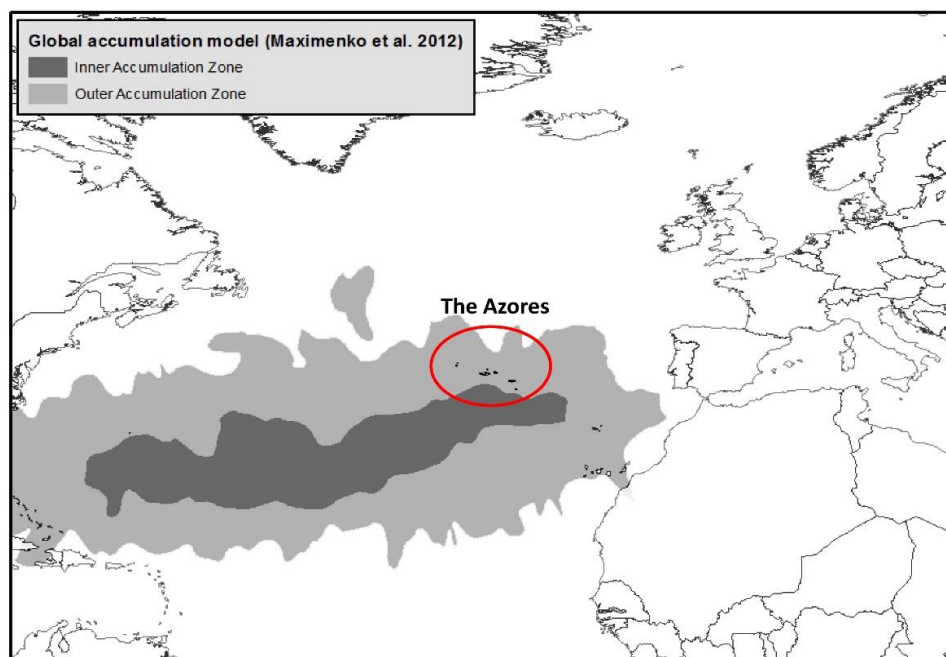 Global accumulation model (Maximenko et al. 2012)
Inner Accumulation Zone
Outer Accumulation Zone
The Azores